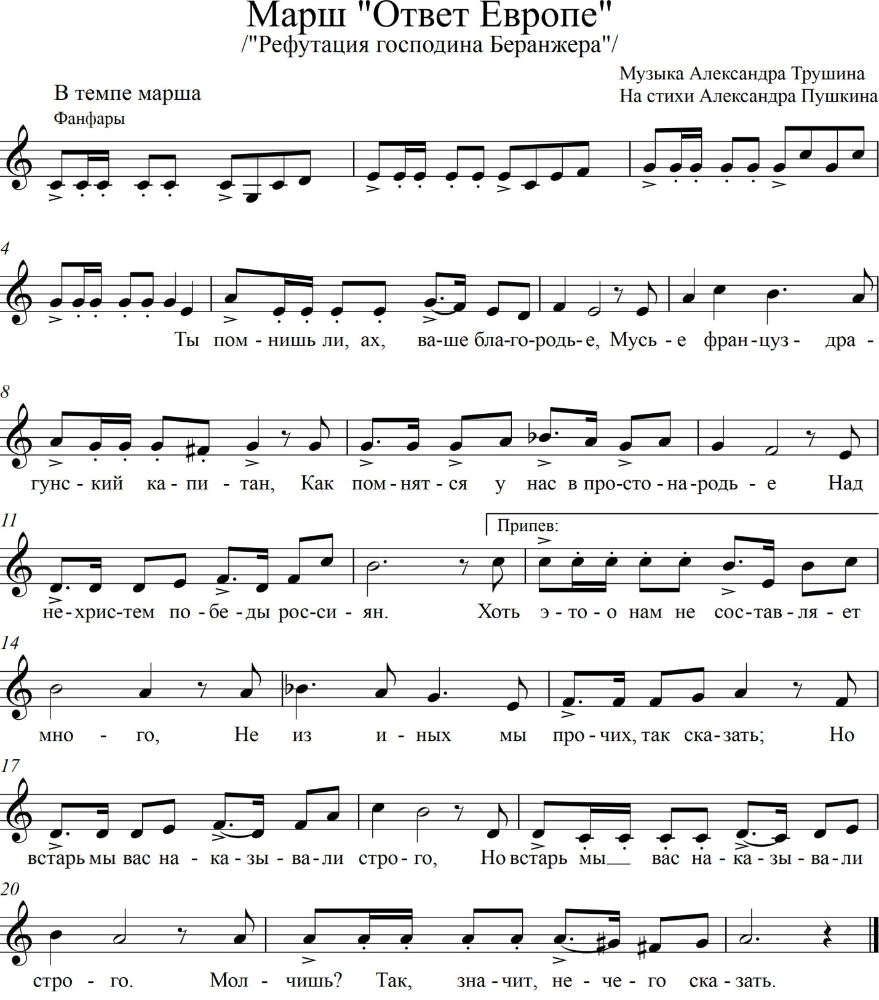 Марш "Ответ Европе"
/"Рефутация господина Беранжера"/
Музыка Александра Трушина
На стихи Александра Пушкина
В темпе марша
Фанфары
4
Ты пом - нишь ли, ах, ва-ше бла-го-родь-е, Мусь - е фран-цуз - дра -
8
гунс - кий ка - пи - тан, Как пом - нят - ся у нас в про-сто - на-родь - е Над
11
Припев:
не-хрис-тем по - бе - ды рос-си - ян. Хоть э - то - о нам не сос-тав - ля - ет
14
мно - го, Не из и - ных мы про - чих, так ска-зать; Но
17
встарь мы вас на - ка - зы - ва-ли стро-го, Но встарь мы__ вас на - ка - зы - ва-ли
20
стро - го. Мол - чишь? Так, зна - чит, не - че - го ска - зать.